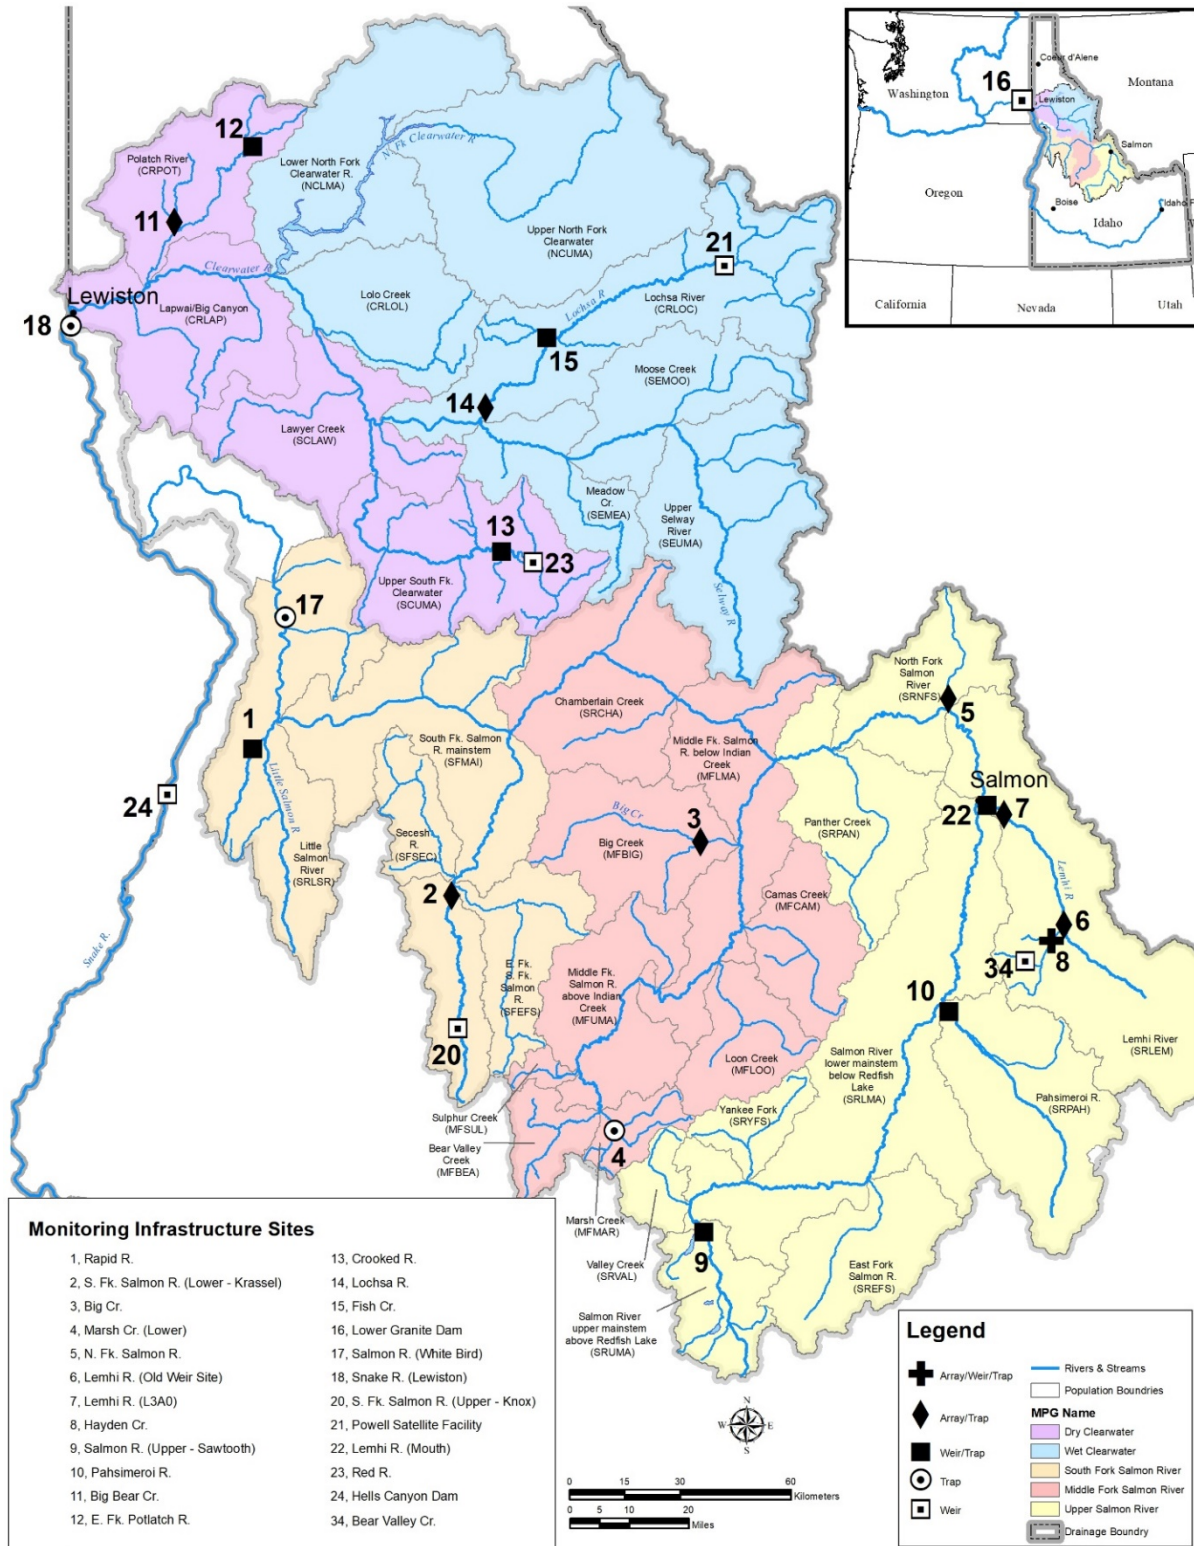 12
Polatch River
(CRPOT)
11
Lower North Fork
Clearwater R.
(NCLMA)
N. Fk Clearwater R
Upper North Fork
Clearwater
(NCUMA)
21
Clearwater R
Lewiston
18
Lapwai/Big Canyon
(CRLAP)
Lolo Creek
(CRLOL)
Lochsa R
Lochsa River
(CRLOC)
15
Moose Creek
(SEMOO)
14
Lawyer Creek
(SCLAW)
Meadow
Cr.
(SEMEA)
Upper
Selway
River
(SEUMA)
13
23
Upper South Fk.
Clearwater
(SCUMA)
Selway R
17
North Fork
Salmon
River
(SRNFS)
5
Chamberlain Creek
(SRCHA)
1
South Fk. Salmon
R. mainstem
(SFMAI)
Middle Fk. Salmon
R. below Indian
Creek
(MFLMA)
Little Salmon R
24
Salmon
22
7
Big Cr
3
Big Creek
(MFBIG)
Panther Creek
(SRPAN)
Secesh
R.
(SFSEC)
Little
Salmon
River
(SRLSR)
Lemhi R
2
Camas Creek
(MFCAM)
6
8
34
Snake R.
E. Fk.
S. Fk.
Salmon
R.
(SFEFS)
Middle Fk.
Salmon R.
above Indian
Creek
(MFUMA)
10
20
Loon Creek
(MFLOO)
Salmon River
lower mainstem
below Redfish
Lake
(SRLMA)
Lemhi River
(SRLEM)
Pahsimeroi R.
(SRPAH)
Sulphur Creek
(MFSUL)
Yankee Fork
(SRYFS)
Bear Valley
Creek
(MFBEA)
4
Marsh Creek
(MFMAR)
Valley Creek
(SRVAL)
9
East Fork
Salmon R.
(SREFS)
Salmon River
upper mainstem
above Redfish Lake
(SRUMA)
Coeur d'Alene
Washington
16
Lewiston
Montana
Salmon
Oregon
Boise
Idaho
Idaho F
W
California
Nevada
Utah
Monitoring Infrastructure Sites
1, Rapid R.
2, S. Fk. Salmon R. (Lower - Krassel)
3, Big Cr.
4, Marsh Cr. (Lower)
5, N. Fk. Salmon R.
6, Lemhi R. (Old Weir Site)
7, Lemhi R. (L3A0)
8, Hayden Cr.
9, Salmon R. (Upper - Sawtooth)
10, Pahsimeroi R.
11, Big Bear Cr.
12, E. Fk. Potlatch R.
13, Crooked R.
14, Lochsa R.
15, Fish Cr.
16, Lower Granite Dam
17, Salmon R. (White Bird)
18, Snake R. (Lewiston)
20, S. Fk. Salmon R. (Upper - Knox)
21, Powell Satellite Facility
22, Lemhi R. (Mouth)
23, Red R.
24, Hells Canyon Dam
34, Bear Valley Cr.
N
W E
S
0 15 30 60
Kilometers
0 5 10 20
Miles
Legend
Array/Weir/Trap
Array/Trap
Weir/Trap
Trap
Weir
Rivers & Streams
Population Boundries
MPG Name
Dry Clearwater
Wet Clearwater
South Fork Salmon River
Middle Fork Salmon River
Upper Salmon River
Drainage Boundry